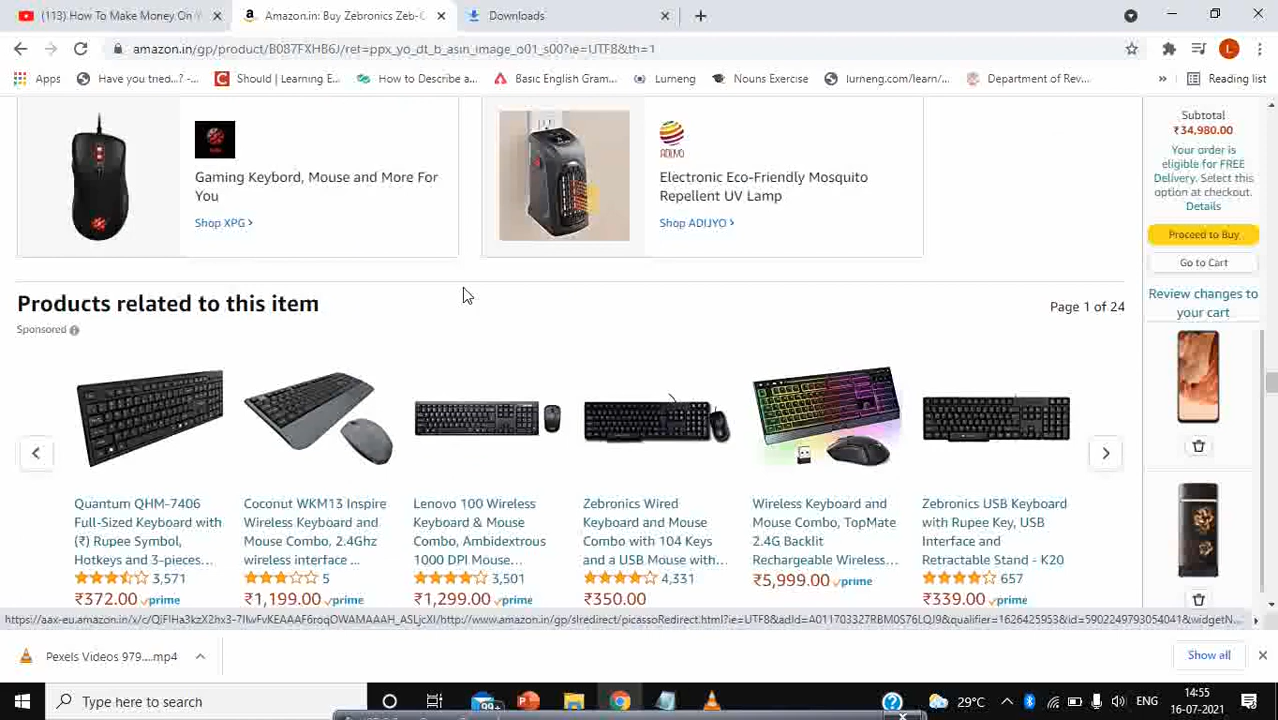 (113) How To Make Money On Y
Amazon.in: Buy Zebronics Zeb-C
Downloads
amazon.in/gp/product/B087FXHB6J/ret=ppx_yo_dt_b_asin_image_o01_s00?ie=UTF8&th=1
Apps
Have you tried...? -...
Should | Learning E...
How to Describe a...
Basic English Gram...
Lumeng
Nouns Exercise
lurneng.com/learn/...
Department of Rev...
»
Reading list
Gaming Keybord, Mouse and More For
You
Shop XPG ›
ADIJYO
Electronic Eco-Friendly Mosquito
Repellent UV Lamp
Shop ADIJYO ›
Subtotal
₹34,980.00
Your order is
eligible for FREE
Delivery. Select this
option at checkout.
Details
Proceed to Buy
Go to Cart
Review changes to
your cart
Products related to this item
Page 1 of 24
Sponsored
Quantum QHM-7406
Full-Sized Keyboard with
(₹) Rupee Symbol,
Hotkeys and 3-pieces...
3,571
₹372.00 prime
Coconut WKM13 Inspire
Wireless Keyboard and
Mouse Combo, 2.4Ghz
wireless interface ...
5
₹1,199.00 prime
Lenovo 100 Wireless
Keyboard & Mouse
Combo, Ambidextrous
1000 DPI Mouse...
3,501
₹1,299.00 prime
Zebronics Wired
Keyboard and Mouse
Combo with 104 Keys
and a USB Mouse with...
4,331
₹350.00
Wireless Keyboard and
Mouse Combo, TopMate
2.4G Backlit
Rechargeable Wireless...
₹5,999.00 prime
Zebronics USB Keyboard
with Rupee Key, USB
Interface and
Retractable Stand - K20
657
₹339.00 prime
Pexels Videos 979....mp4
Show all
Type here to search
99+
29°C
ENG
14:55
16-07-2021